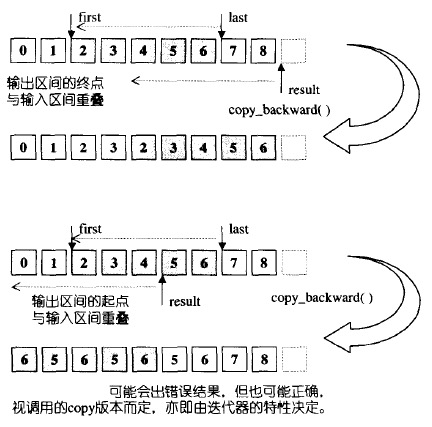 first last
0 1 2 3 4 5 6 7 8
输出区间的终点
与输入区间重叠
result
copy_backward( )
0 1 2 3 2 3 4 5 6
first last
0 1 2 3 4 5 6 7 8
输出区间的起点
与输入区间重叠
result
copy_backward( )
6 5 6 5 6 5 6 7 8
可能会出错误结果，但也可能正确，
视调用的copy版本而定，亦即由迭代器的特性决定。